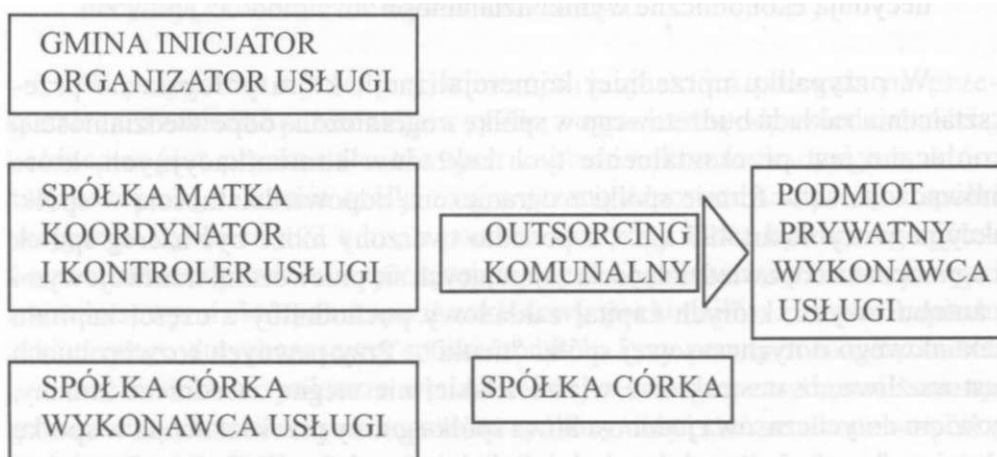 GMINA INICJATOR
ORGANIZATOR USŁUGI
SPÓŁKA MATKA
KOORDYNATOR
KONTROLER USŁUGI
OUTSORCING
KOMUNALNY
PODMIOT
PRYWATNY
WYKONAWCA
USŁUGI
SPÓŁKA CÓRKA
WYKONAWCA USŁUGI
SPÓŁKA CÓRKA